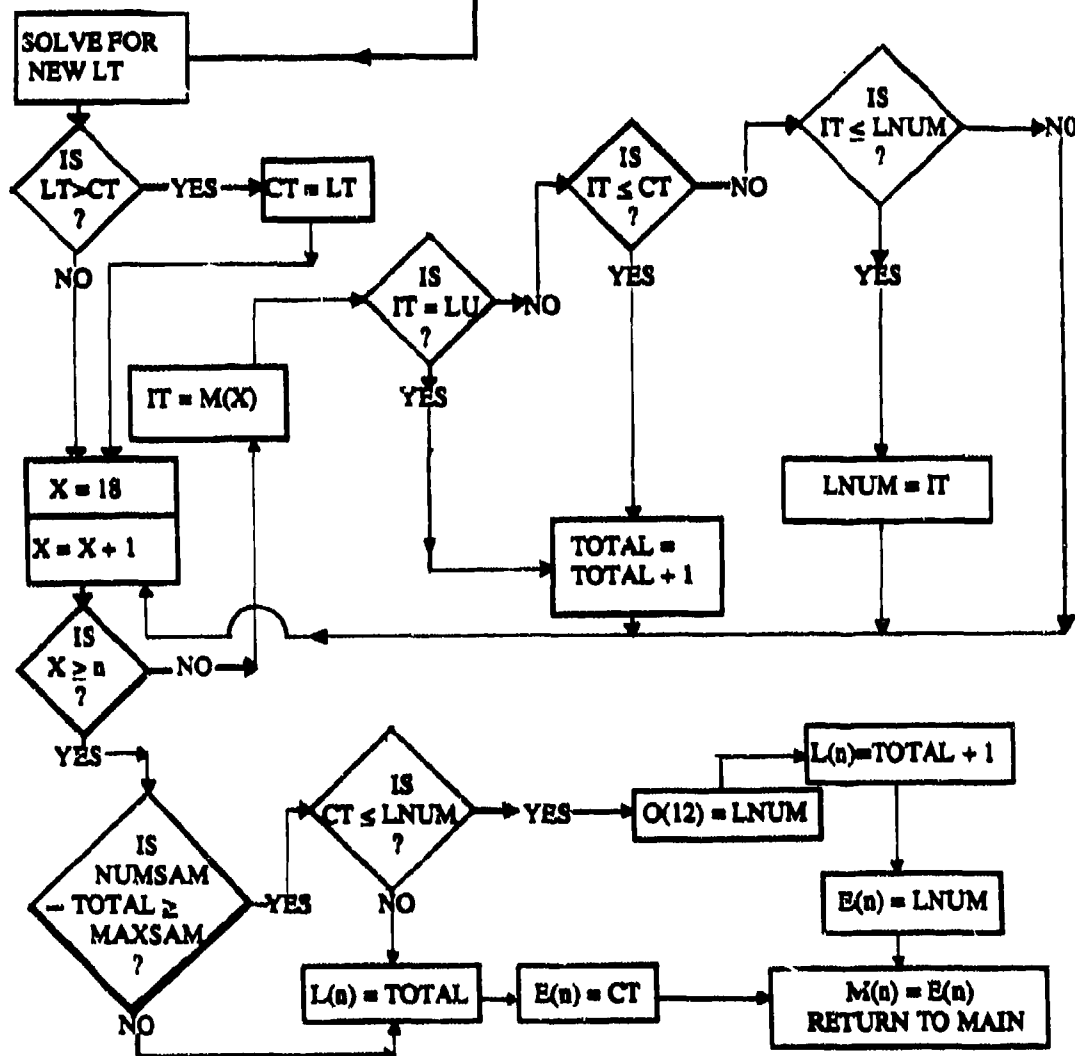 SOLVE FOR
NEW LT
IS
LT>CT
?
YES
CT = LT
NO
IS
IT = LU
?
NO
YES
IS
IT ≤ CT
?
NO
YES
IS
IT ≤ LNUM
?
NO
YES
IT = M(X)
X = 18
X = X + 1
LNUM = IT
TOTAL =
TOTAL + 1
IS
X ≥ n
?
NO
YES
IS
NUMSAM
- TOTAL ≥
MAXSAM
?
YES
NO
IS
CT ≤ LNUM
?
YES
NO
O(12) = LNUM
L(n)=TOTAL + 1
E(n) = LNUM
L(n) = TOTAL
E(n) = CT
M(n) = E(n)
RETURN TO MAIN